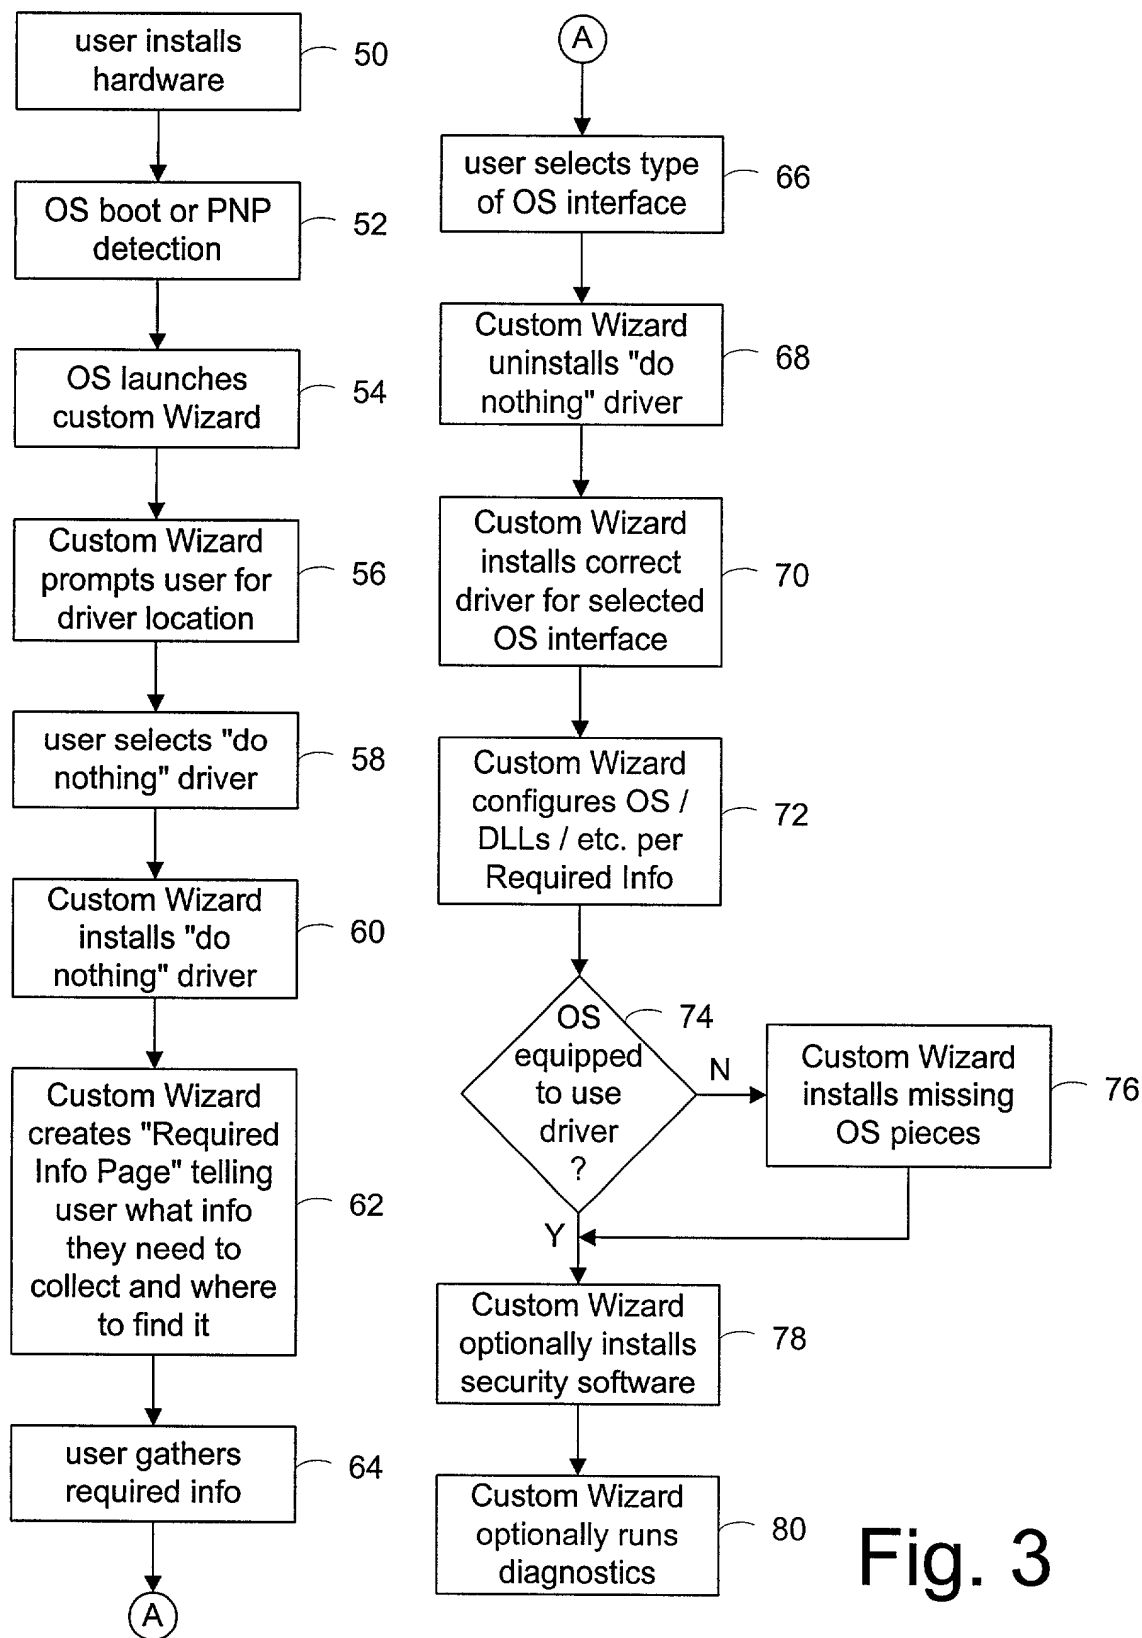 user installs
hardware
50
OS boot or PNP
detection
52
OS launches
custom Wizard
54
Custom Wizard
prompts user for
driver location
56
user selects "do
nothing" driver
58
Custom Wizard
installs "do
nothing" driver
60
Custom Wizard
creates "Required
Info Page" telling
user what info
they need to
collect and where
to find it
62
user gathers
required info
64
A
A
user selects type
of OS interface
66
Custom Wizard
uninstalls "do
nothing" driver
68
Custom Wizard
installs correct
driver for selected
OS interface
70
Custom Wizard
configures OS /
DLLs / etc. per
Required Info
72
OS
equipped
to use
driver
?
74
N
Custom Wizard
installs missing
OS pieces
76
Y
Custom Wizard
optionally installs
security software
78
Custom Wizard
optionally runs
diagnostics
80
Fig. 3